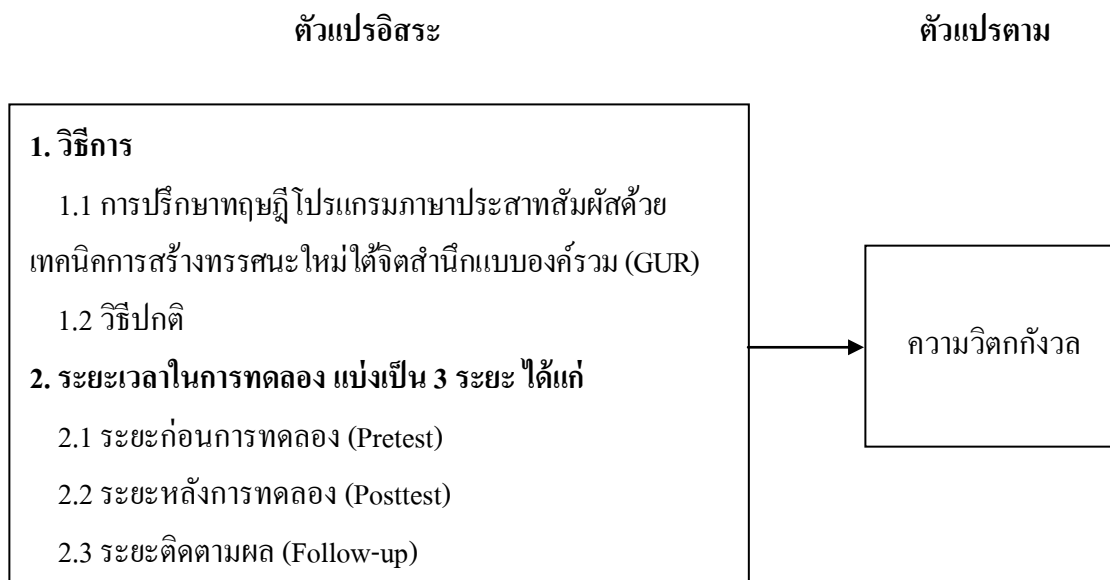 ตัวแปรอิสระ
ตัวแปรตาม
1. วิธีการ
1.1 การปรึกษาทฤษฎีโปรแกรมภาษาประสาทสัมผัสด้วย
เทคนิคการสร้างทรรศนะใหม่ใต้จิตสำนึกแบบองค์รวม (GUR)
1.2 วิธีปกติ
2. ระยะเวลาในการทดลอง แบ่งเป็น 3 ระยะ ได้แก่
2.1 ระยะก่อนการทดลอง (Pretest)
2.2 ระยะหลังการทดลอง (Posttest)
2.3 ระยะติดตามผล (Follow-up)
ความวิตกกังวล